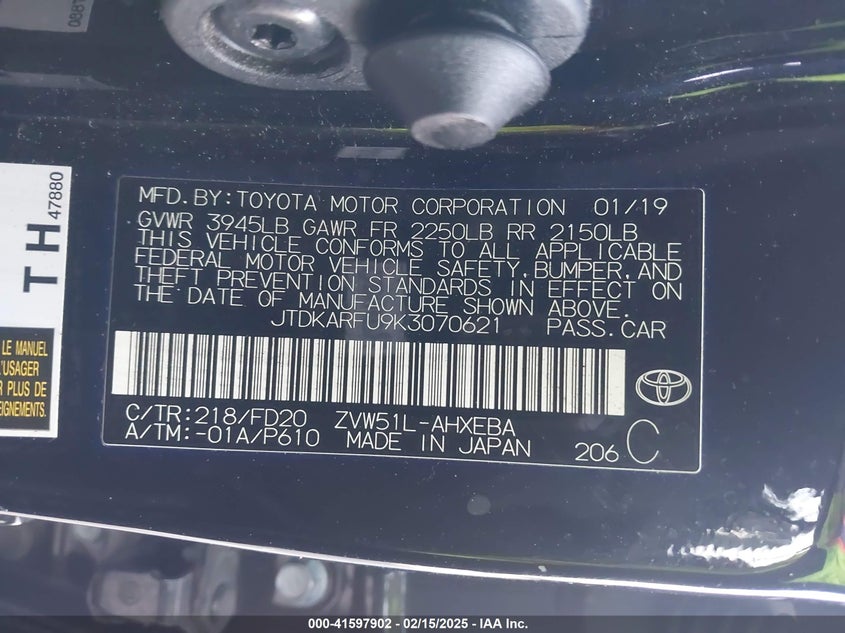 088
TH
47880
LE MANUEL
L'USAGER
R PLUS DE
EIGNEMENTS.
MFD.BY:TOYOTA MOTOR CORPORATION 01/19
GVWR 3945LB GAWR FR 2250LB RR 2150LB
THIS VEHICLE CONFORMS TO ALL APPLICABLE
FEDERAL MOTOR VEHICLE SAFETY,BUMPER,AND
THEFT PREVENTION STANDARDS IN EFFECT ON
THE DATE OF MANUFACTURE SHOWN ABOVE.
JTDKARFU9K3070621 PASS.CAR
C/TR:218/FD20 ZVW51L-AHXEBA
A/TM:-01A/P610 MADE IN JAPAN 206 C
000-41597902 - 02/15/2025 - IAA Inc.